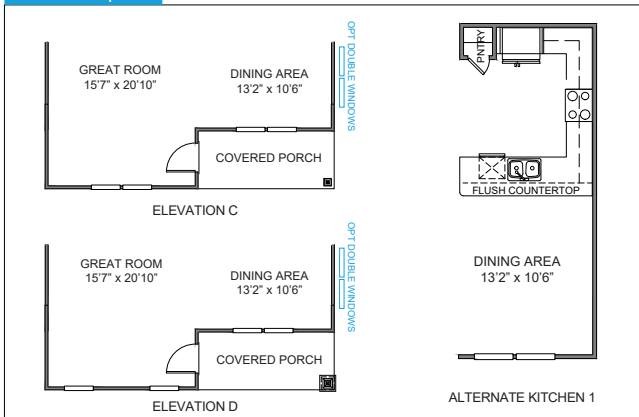 GREAT ROOM
15'7" x 20'10"
DINING AREA
13'2" x 10'6"
OPT DOUBLE WINDOWS
COVERED PORCH
ELEVATION C
GREAT ROOM
15'7" x 20'10"
DINING AREA
13'2" x 10'6"
OPT DOUBLE WINDOWS
COVERED PORCH
ELEVATION D
PNTRY
FLUSH COUNTERTOP
DINING AREA
13'2" x 10'6"
ALTERNATE KITCHEN 1